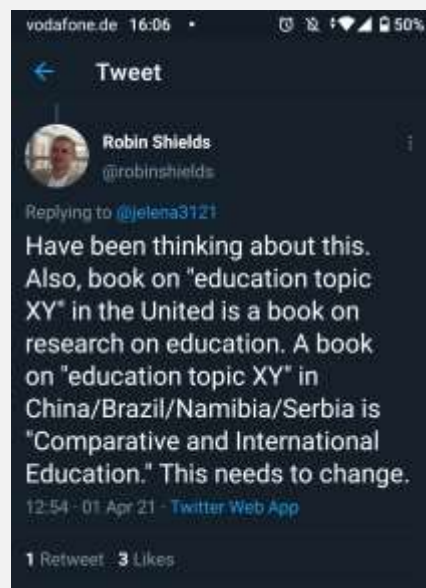 vodafone.de 16:06 • 50%
Tweet
Robin Shields
@robinshields
Replying to @jelena3121
Have been thinking about this.
Also, book on "education topic
XY" in the United is a book on
research on education. A book
on "education topic XY" in
China/Brazil/Namibia/Serbia is
"Comparative and International
Education." This needs to change.
12:54 · 01 Apr 21 · Twitter Web App
1 Retweet 3 Likes